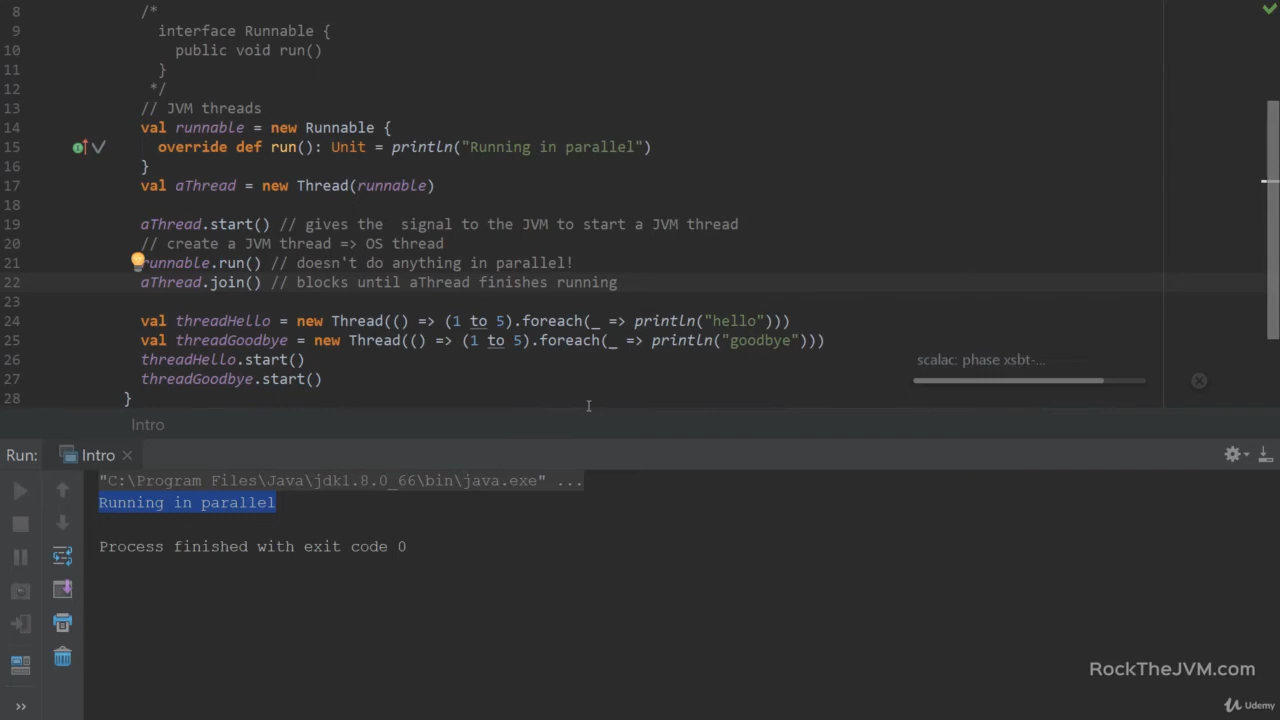 8 /*
9 interface Runnable {
10 public void run()
11 }
12 */
13 // JVM threads
14 val runnable = new Runnable {
15 override def run(): Unit = println("Running in parallel")
16 }
17 val aThread = new Thread(runnable)
18
19 aThread.start() // gives the  signal to the JVM to start a JVM thread
20 // create a JVM thread => OS thread
21 runnable.run() // doesn't do anything in parallel!
22 aThread.join() // blocks until aThread finishes running
23
24 val threadHello = new Thread(() => (1 to 5).foreach(_ => println("hello")))
25 val threadGoodbye = new Thread(() => (1 to 5).foreach(_ => println("goodbye")))
26 threadHello.start()
27 threadGoodbye.start()
28 }
scalac: phase xsbt-...
Intro
Run: Intro
"C:\Program Files\Java\jdk1.8.0_66\bin\java.exe" ...
Running in parallel
Process finished with exit code 0
RockTheJVM.com
Udemy